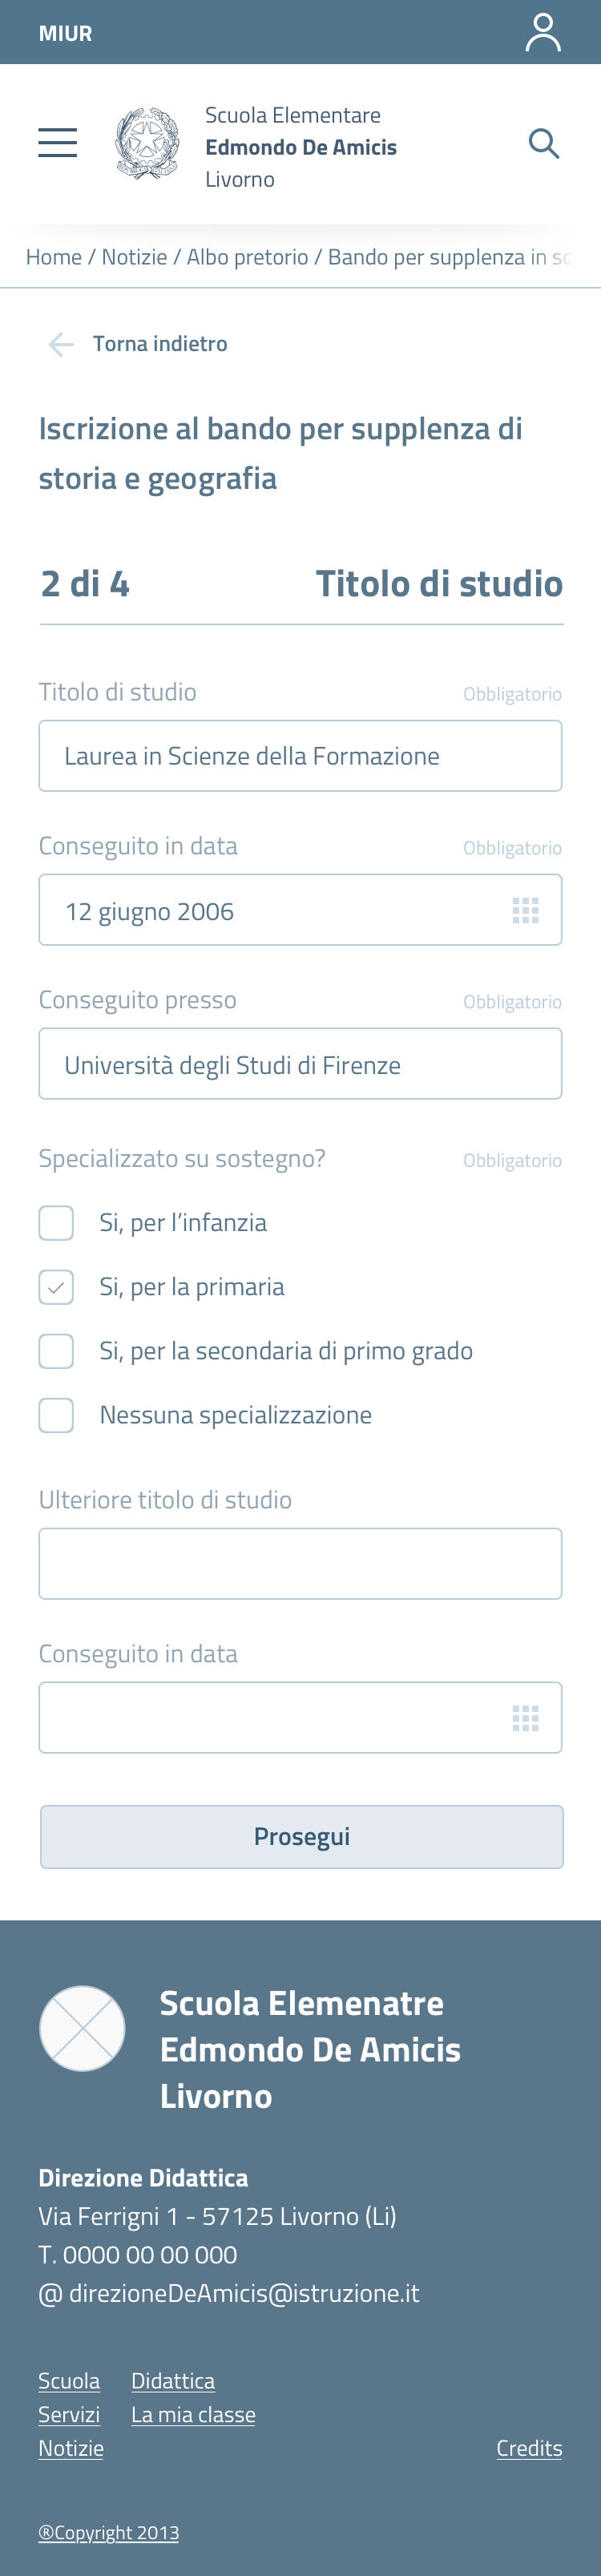 MIUR
Scuola Elementare
Edmondo De Amicis
Livorno
Home / Notizie / Albo pretorio / Bando per supplenza in sc
Torna indietro
Iscrizione al bando per supplenza di
storia e geografia
2 di 4 Titolo di studio
Titolo di studio Obbligatorio
Laurea in Scienze della Formazione
Conseguito in data Obbligatorio
12 giugno 2006
Conseguito presso Obbligatorio
Università degli Studi di Firenze
Specializzato su sostegno? Obbligatorio
Si, per l’infanzia
Si, per la primaria
Si, per la secondaria di primo grado
Nessuna specializzazione
Ulteriore titolo di studio
Conseguito in data
Prosegui
Scuola Elemenatre
Edmondo De Amicis
Livorno
Direzione Didattica
Via Ferrigni 1 - 57125 Livorno (Li)
T. 0000 00 00 000
@ direzioneDeAmicis@istruzione.it
Scuola Didattica
Servizi La mia classe
Notizie Credits
®Copyright 2013